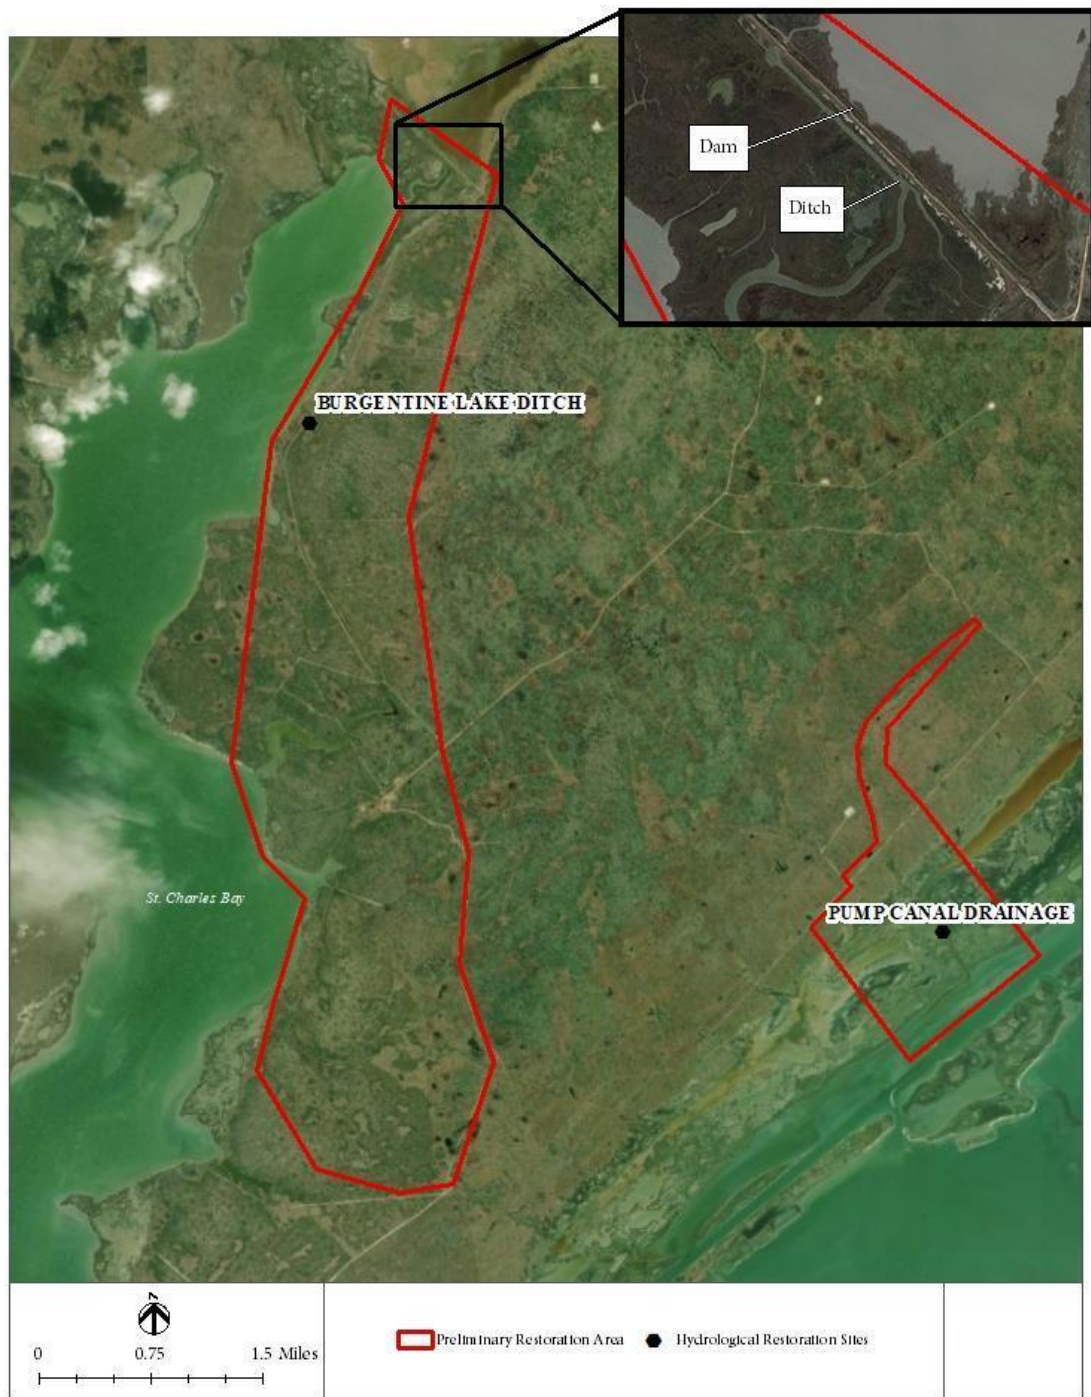 Dam
Ditch
BURGENTINE LAKE DITCH
St. Charles Bay
PUMP CANAL DRAINAGE
N
0 0.75 1.5 Miles
Preliminary Restoration Area
Hydrological Restoration Sites